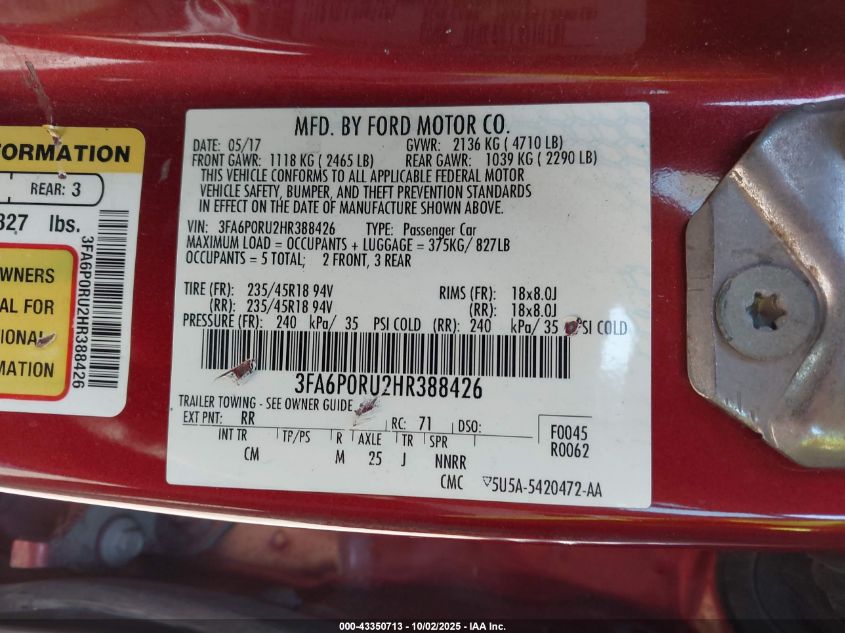 FORMATION
REAR: 3
827 lbs.
WNERS
AL FOR
TIONAL
MATION
3FA6P0RU2HR388426
MFD. BY FORD MOTOR CO.
DATE: 05/17 GVWR: 2136 KG ( 4710 LB)
FRONT GAWR: 1118 KG ( 2465 LB) REAR GAWR: 1039 KG ( 2290 LB)
THIS VEHICLE CONFORMS TO ALL APPLICABLE FEDERAL MOTOR
VEHICLE SAFETY, BUMPER, AND THEFT PREVENTION STANDARDS
IN EFFECT ON THE DATE OF MANUFACTURE SHOWN ABOVE.
VIN: 3FA6P0RU2HR388426 TYPE: Passenger Car
MAXIMUM LOAD = OCCUPANTS + LUGGAGE = 375KG/ 827LB
OCCUPANTS = 5 TOTAL; 2 FRONT, 3 REAR
TIRE (FR): 235/45R18 94V RIMS (FR): 18x8.0J
(RR): 235/45R18 94V (RR): 18x8.0J
PRESSURE (FR): 240 kPa/ 35 PSI COLD (RR): 240 kPa/ 35 PSI COLD
3FA6P0RU2HR388426
TRAILER TOWING - SEE OWNER GUIDE
EXT PNT: RR RC: 71 DSO:
F0045
R0062
INT TR TP/PS R AXLE TR SPR
CM M 25 J NNRR
CMC 5U5A-5420472-AA
000-43350713 - 10/02/2025 - IAA Inc.